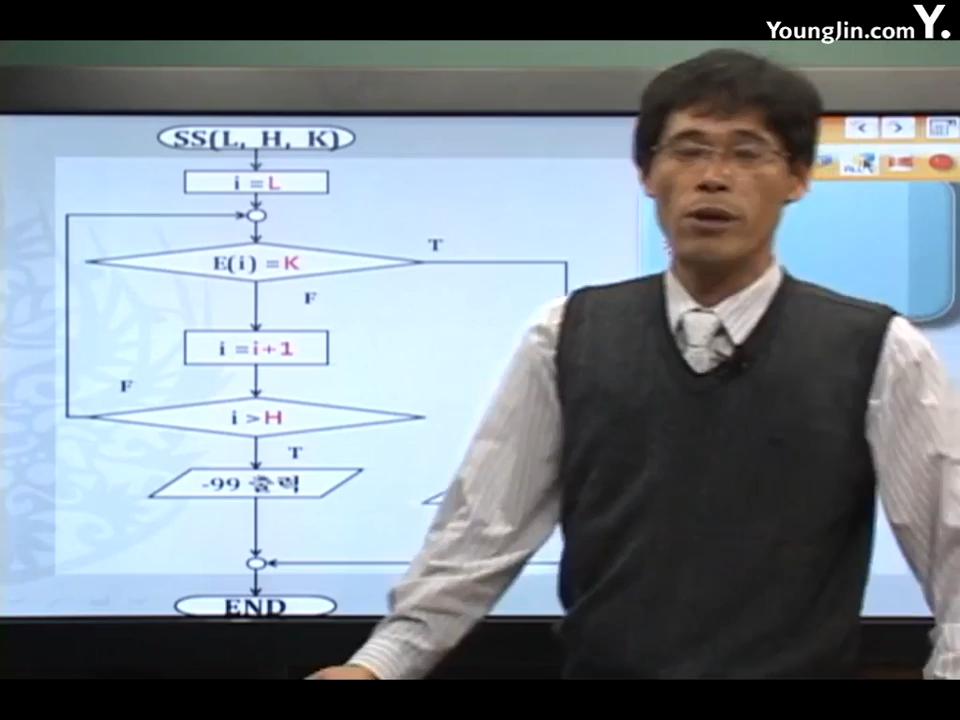 YoungJin.com Y.
SS(L, H, K)
i =L
E(i) =K
T
F
i =i+1
F
i >H
T
-99 출력
END